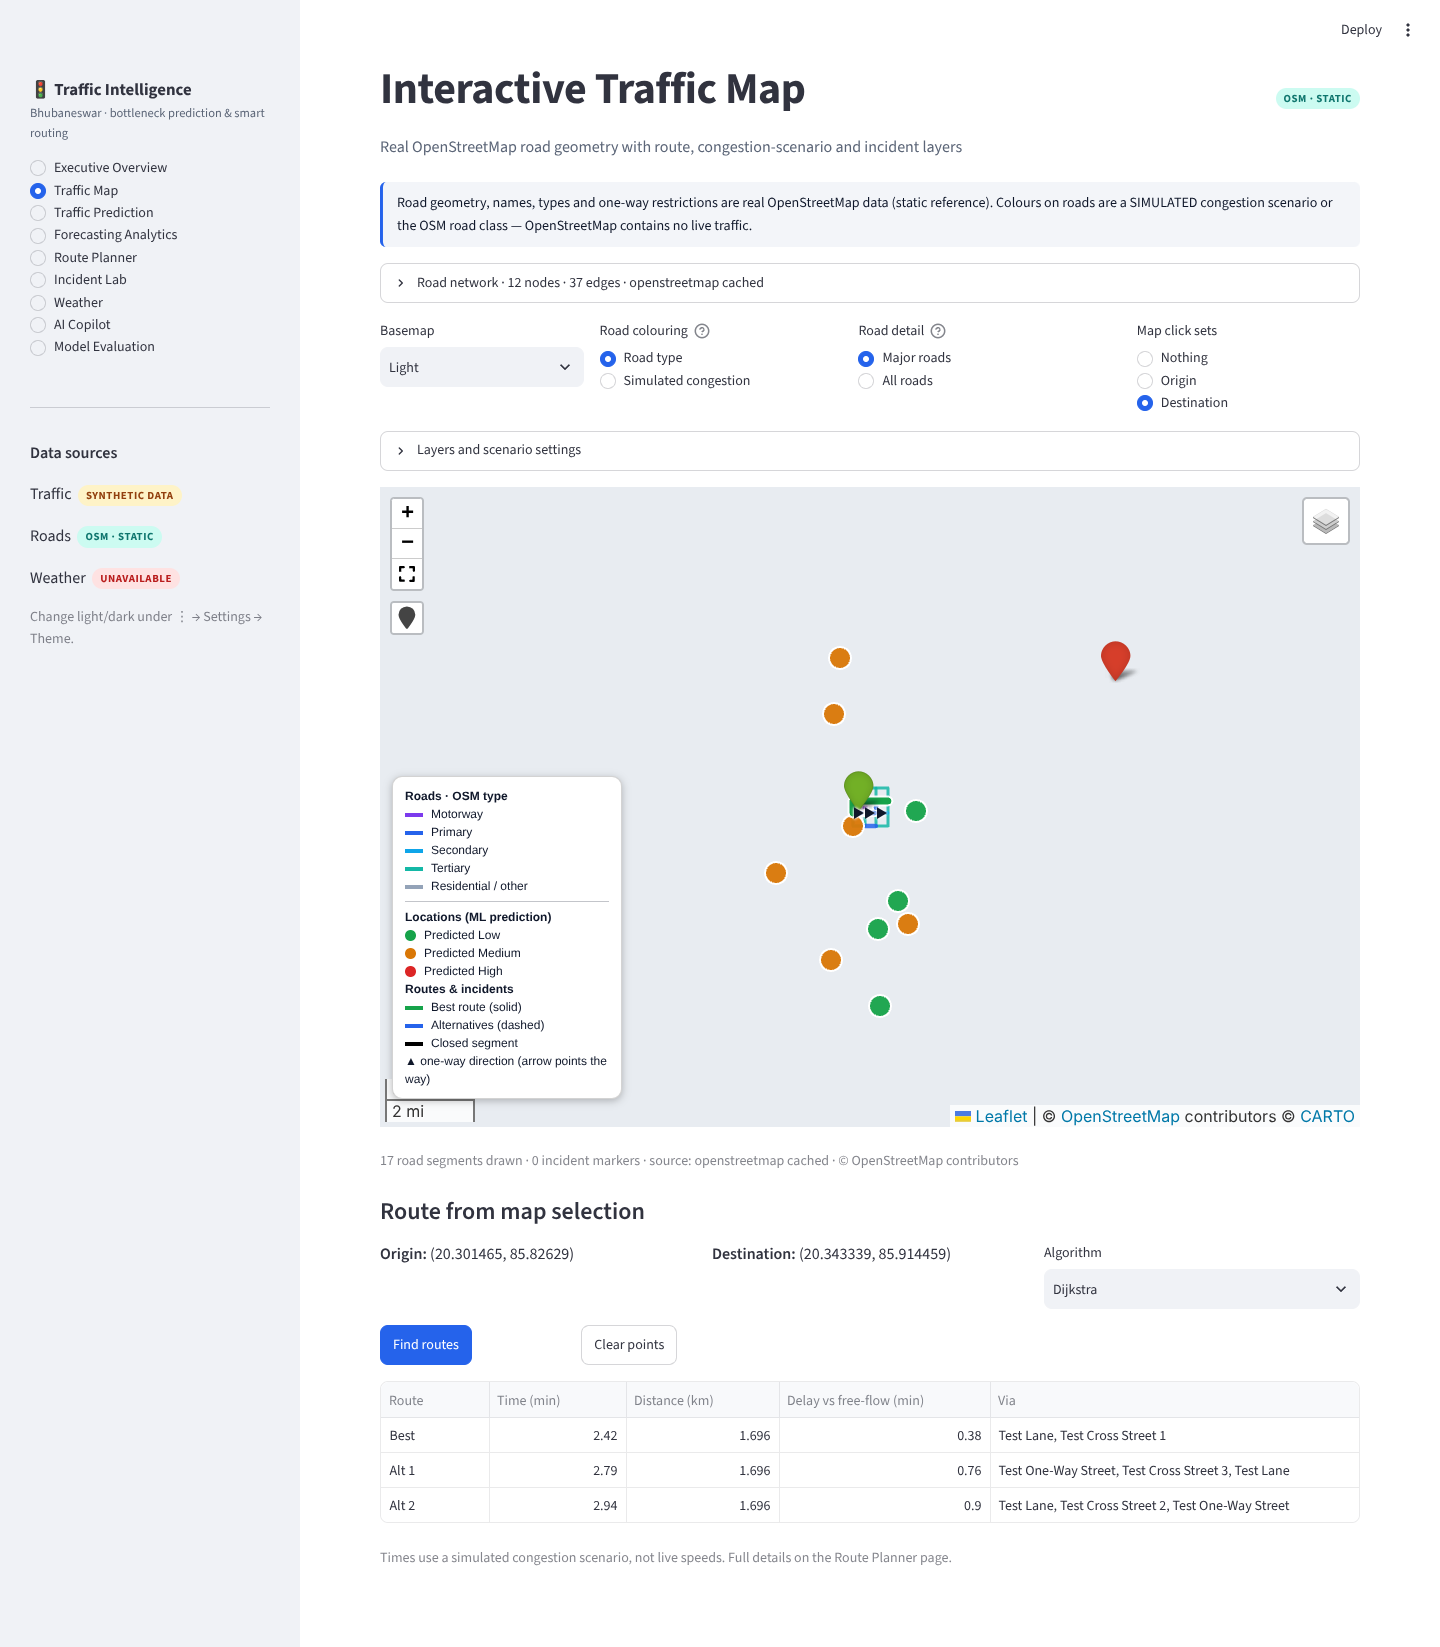 Deploy
Traffic Intelligence
Bhubaneswar · bottleneck prediction & smart
routing
Executive Overview
Traffic Map
Traffic Prediction
Forecasting Analytics
Route Planner
Incident Lab
Weather
AI Copilot
Model Evaluation
Data sources
Traffic SYNTHETIC DATA
Roads OSM · STATIC
Weather UNAVAILABLE
Change light/dark under ⋮ → Settings →
Theme.
Interactive Traffic Map
OSM · STATIC
Real OpenStreetMap road geometry with route, congestion-scenario and incident layers
Road geometry, names, types and one-way restrictions are real OpenStreetMap data (static reference). Colours on roads are a SIMULATED congestion scenario or
the OSM road class — OpenStreetMap contains no live traffic.
Road network · 12 nodes · 37 edges · openstreetmap cached
Basemap
Light
Road colouring
Road type
Simulated congestion
Road detail
Major roads
All roads
Map click sets
Nothing
Origin
Destination
Layers and scenario settings
+
−
Roads · OSM type
Motorway
Primary
Secondary
Tertiary
Residential / other
Locations (ML prediction)
Predicted Low
Predicted Medium
Predicted High
Routes & incidents
Best route (solid)
Alternatives (dashed)
Closed segment
▲ one-way direction (arrow points the
way)
2 mi
Leaflet | © OpenStreetMap contributors © CARTO
17 road segments drawn · 0 incident markers · source: openstreetmap cached · © OpenStreetMap contributors
Route from map selection
Origin: (20.301465, 85.82629)
Destination: (20.343339, 85.914459)
Algorithm
Dijkstra
Find routes
Clear points
Route Time (min) Distance (km) Delay vs free-flow (min) Via
Best 2.42 1.696 0.38 Test Lane, Test Cross Street 1
Alt 1 2.79 1.696 0.76 Test One-Way Street, Test Cross Street 3, Test Lane
Alt 2 2.94 1.696 0.9 Test Lane, Test Cross Street 2, Test One-Way Street
Times use a simulated congestion scenario, not live speeds. Full details on the Route Planner page.